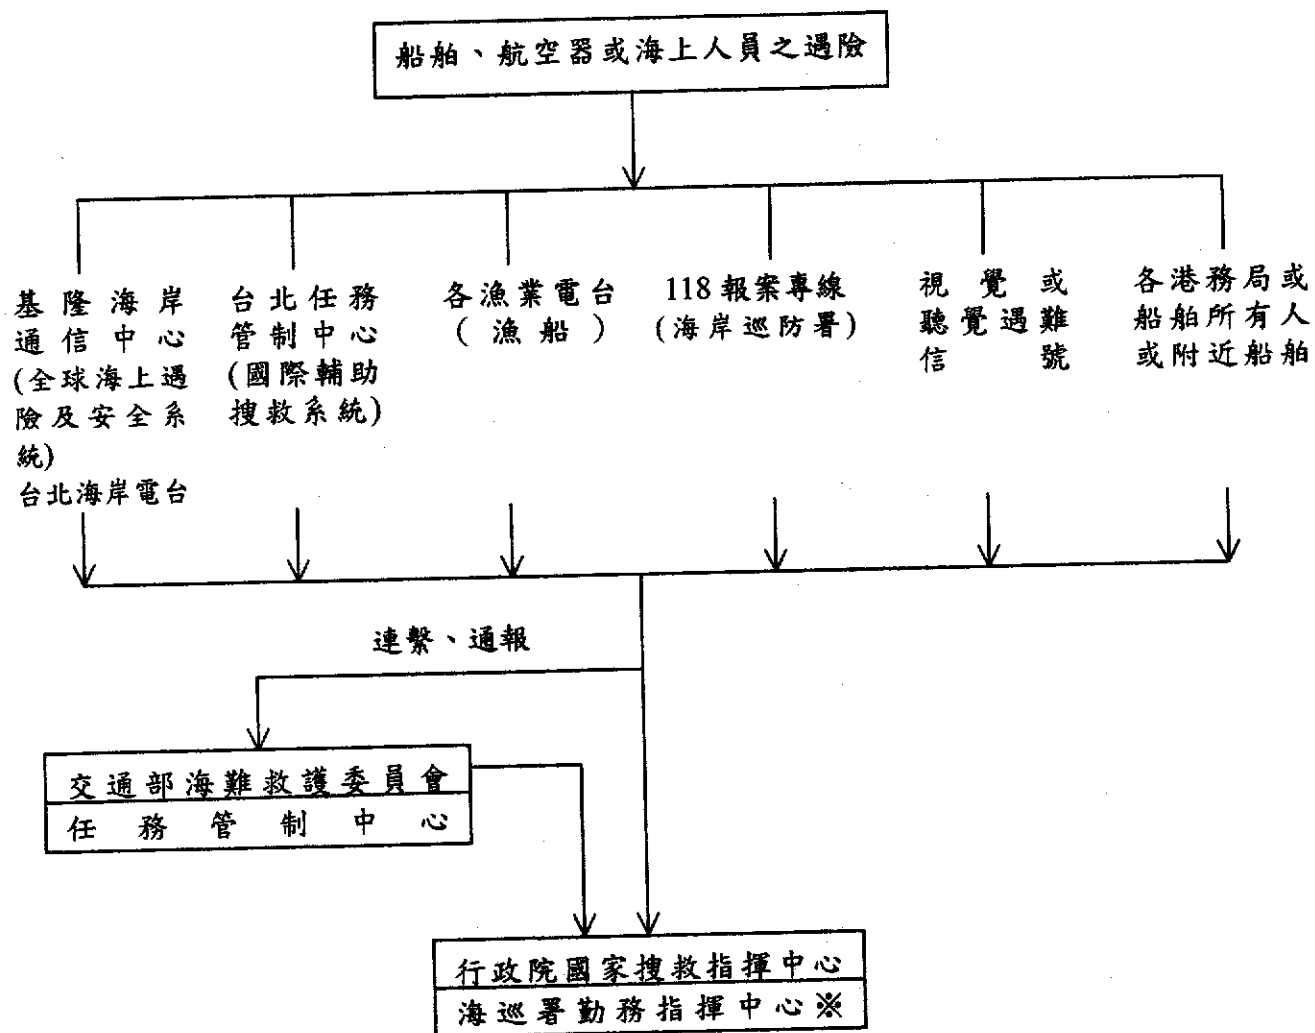 船舶、航空器或海上人員之遇險
基隆海岸
通信中心
(全球海上遇
險及安全系
統)
台北海岸電台
台北任務
管制中心
(國際輔助
搜救系統)
各漁業電台
(漁船)
118報案專線
(海岸巡防署)
視覺或
聽覺遇難
信號
各港務局或
船舶所有人
或附近船舶
連繫、通報
交通部海難救護委員會
任務管制中心
行政院國家搜救指揮中心
海巡署勤務指揮中心※